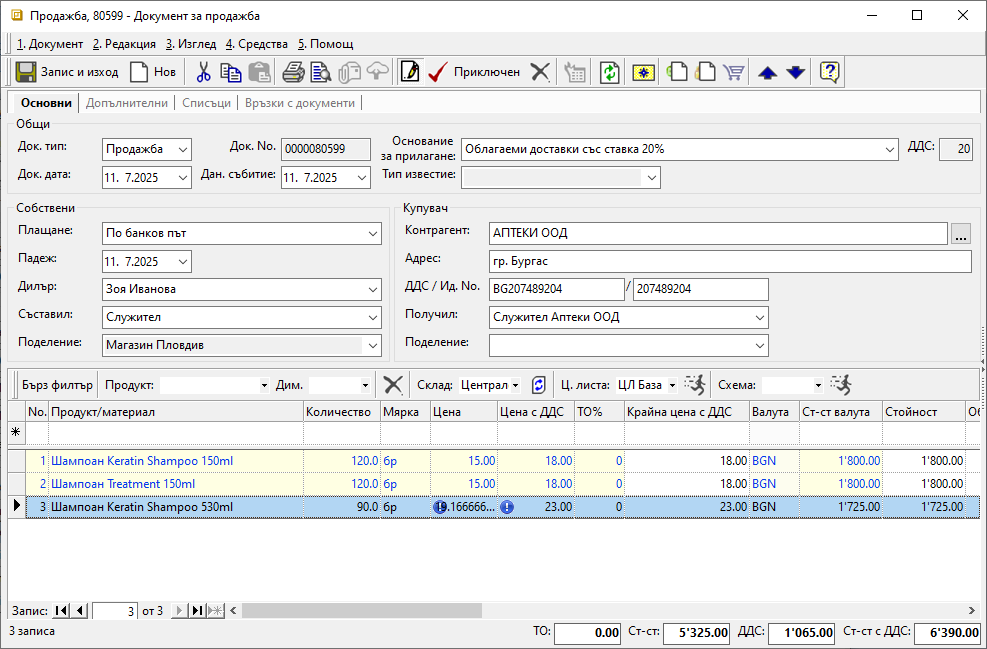 Продажба, 80599 - Документ за продажба
1. Документ 2. Редакция 3. Изглед 4. Средства 5. Помощ
Запис и изход Нов Приключен
Основни Допълнителни Списъци Връзки с документи
Общи
Док. тип: Продажба Док. No. 0000080599 Основание за прилагане: Облагаеми доставки със ставка 20% ДДС: 20
Док. дата: 11. 7.2025 Дан. събитие: 11. 7.2025 Тип известие:
Собствени
Плащане: По банков път
Падеж: 11. 7.2025
Дилър: Зоя Иванова
Съставил: Служител
Поделение: Магазин Пловдив
Купувач
Контрагент: АПТЕКИ ООД ...
Адрес: гр. Бургас
ДДС / Ид. No. BG207489204 / 207489204
Получил: Служител Аптеки ООД
Поделение:
Бърз филтър Продукт: Дим. Склад: Централ Ц. листа: ЦЛ База Схема:
No. Продукт/материал Количество Мярка Цена Цена с ДДС ТО% Крайна цена с ДДС Валута Ст-ст валута Стойност Об
1 Шампоан Keratin Shampoo 150ml 120.0 бр 15.00 18.00 0 18.00 BGN 1'800.00 1'800.00
2 Шампоан Treatment 150ml 120.0 бр 15.00 18.00 0 18.00 BGN 1'800.00 1'800.00
3 Шампоан Keratin Shampoo 530ml 90.0 бр .166666... 23.00 0 23.00 BGN 1'725.00 1'725.00
Запис: 3 от 3
3 записа ТО: 0.00 Ст-ст: 5'325.00 ДДС: 1'065.00 Ст-ст с ДДС: 6'390.00